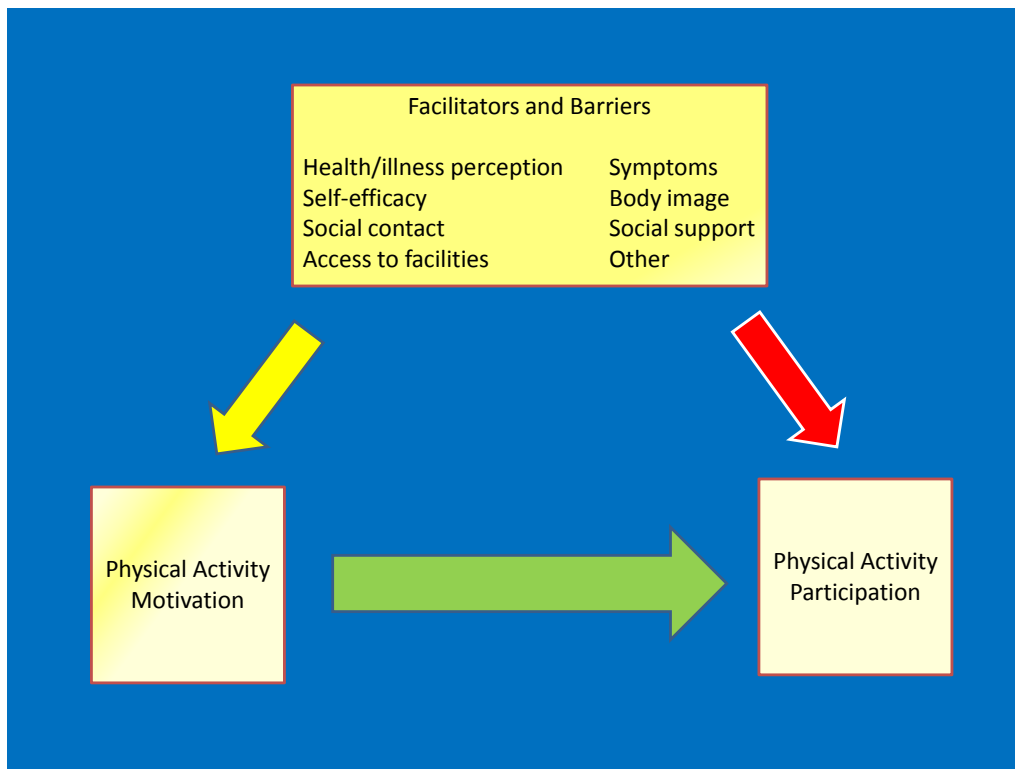 Facilitators and Barriers
Health/illness perception Symptoms
Self-efficacy Body image
Social contact Social support
Access to facilities Other
Physical Activity
Motivation
Physical Activity
Participation